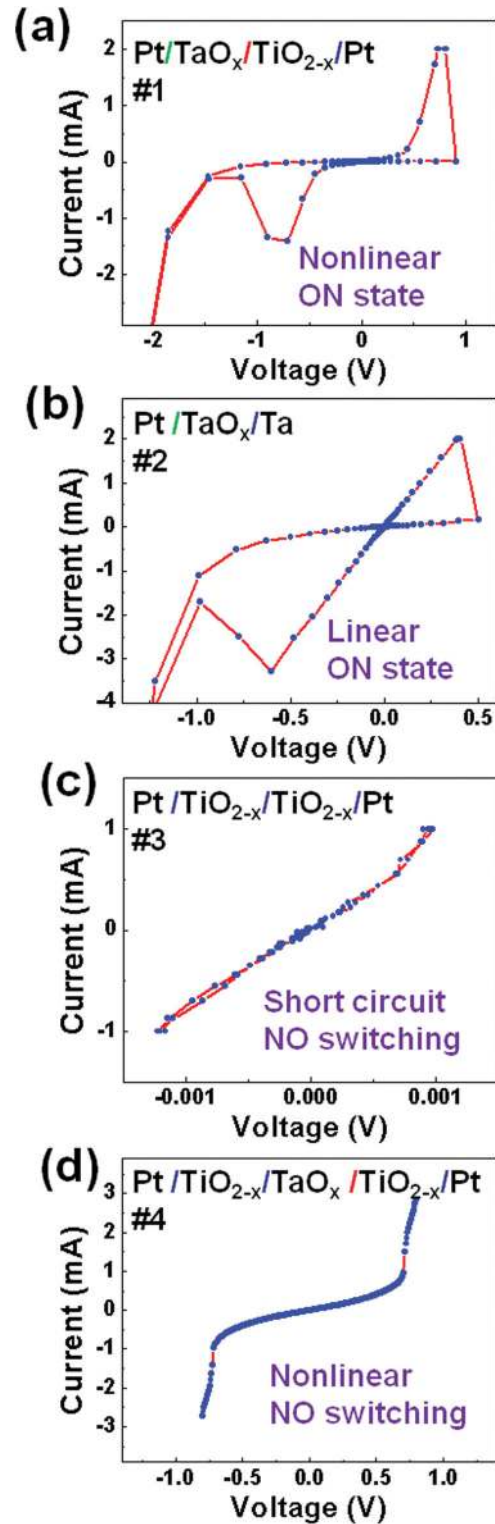 (a)
Pt/TaOx/TiO2-x/Pt
#1
Current (mA)
2
1
0
-1
-2
Nonlinear
ON state
-2 -1 0 1
Voltage (V)
(b)
Pt /TaOx/Ta
#2
Current (mA)
2
1
0
-1
-2
-3
-4
Linear
ON state
-1.0 -0.5 0.0 0.5
Voltage (V)
(c)
Pt /TiO2-x/TiO2-x/Pt
#3
Current (mA)
1
0
-1
Short circuit
NO switching
-0.001 0.000 0.001
Voltage (V)
(d)
Pt /TiO2-x/TaOx /TiO2-x/Pt
#4
Current (mA)
3
2
1
0
-1
-2
-3
Nonlinear
NO switching
-1.0 -0.5 0.0 0.5 1.0
Voltage (V)